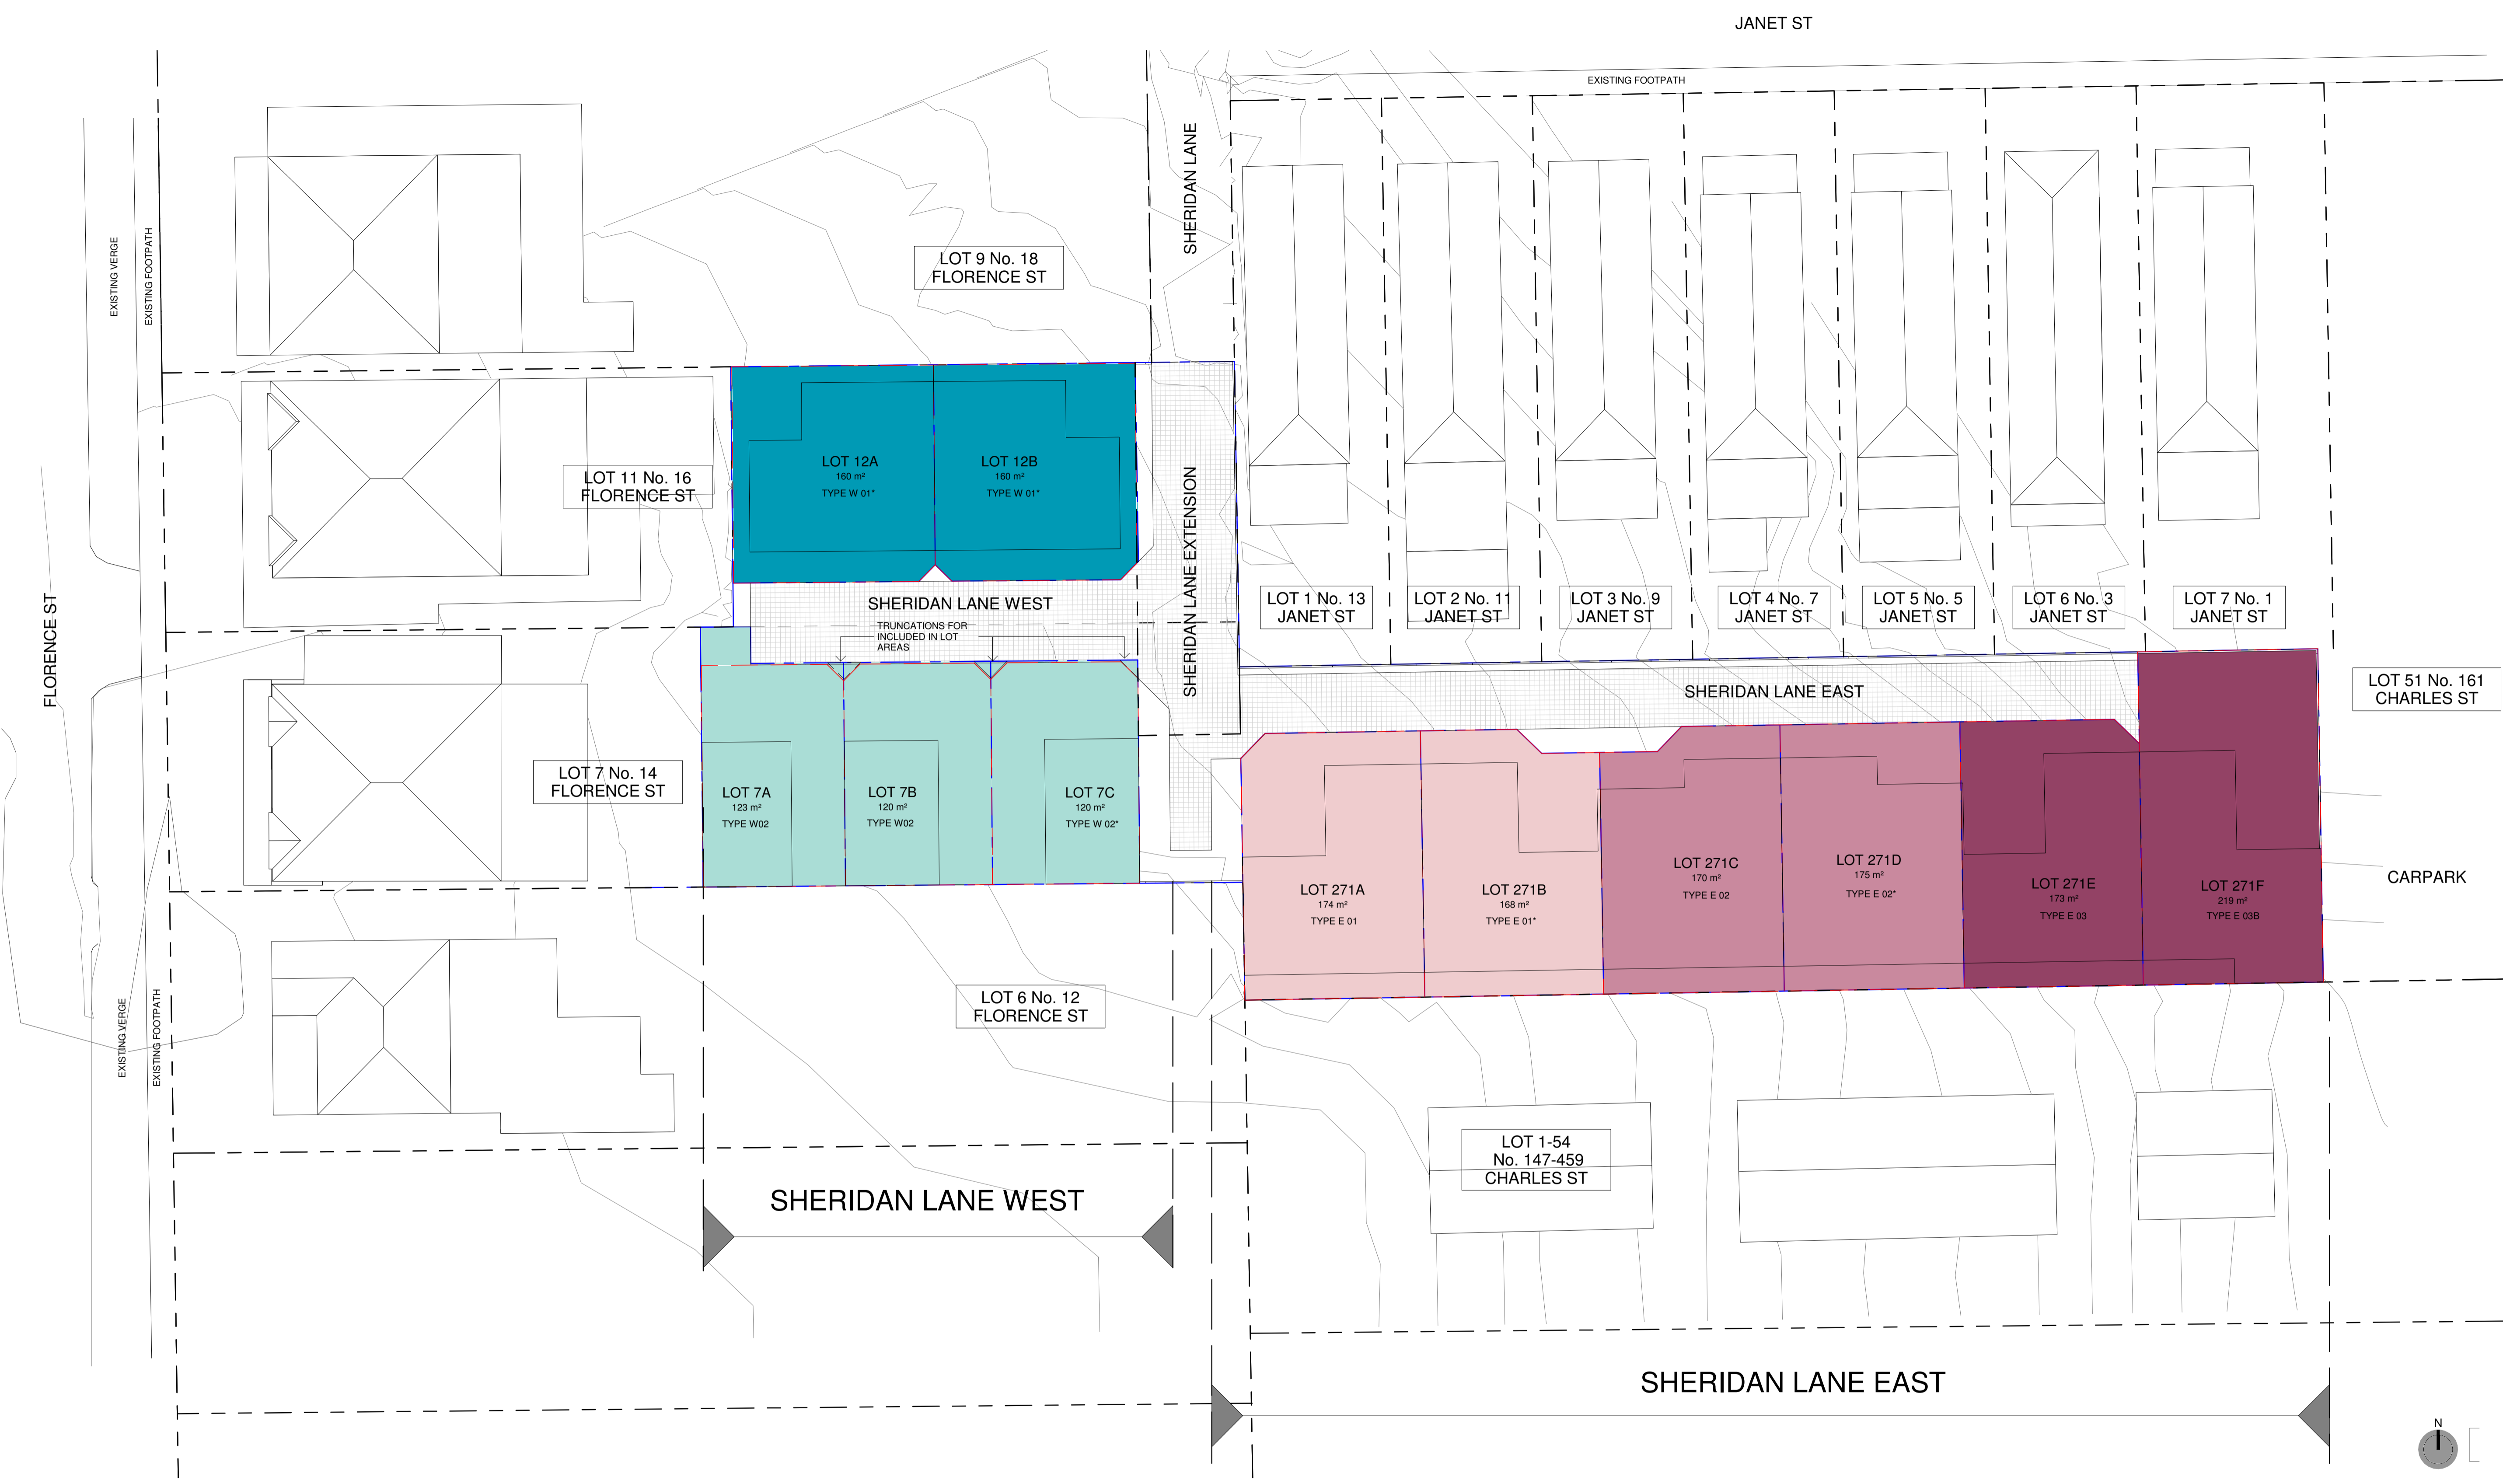 JANET ST
EXISTING FOOTPATH
SHERIDAN LANE
EXISTING VERGE
EXISTING FOOTPATH
LOT 9 No. 18
FLORENCE ST
LOT 11 No. 16
FLORENCE ST
LOT 12A
160 m²
TYPE W 01*
LOT 12B
160 m²
TYPE W 01*
SHERIDAN LANE EXTENSION
SHERIDAN LANE WEST
TRUNCATIONS FOR
INCLUDED IN LOT
AREAS
LOT 1 No. 13
JANET ST
LOT 2 No. 11
JANET ST
LOT 3 No. 9
JANET ST
LOT 4 No. 7
JANET ST
LOT 5 No. 5
JANET ST
LOT 6 No. 3
JANET ST
LOT 7 No. 1
JANET ST
FLORENCE ST
SHERIDAN LANE EAST
LOT 51 No. 161
CHARLES ST
LOT 7 No. 14
FLORENCE ST
LOT 7A
123 m²
TYPE W02
LOT 7B
120 m²
TYPE W02
LOT 7C
120 m²
TYPE W 02*
LOT 271A
174 m²
TYPE E 01
LOT 271B
168 m²
TYPE E 01*
LOT 271C
170 m²
TYPE E 02
LOT 271D
175 m²
TYPE E 02*
LOT 271E
173 m²
TYPE E 03
LOT 271F
219 m²
TYPE E 03B
CARPARK
EXISTING VERGE
EXISTING FOOTPATH
LOT 6 No. 12
FLORENCE ST
LOT 1-54
No. 147-459
CHARLES ST
SHERIDAN LANE WEST
SHERIDAN LANE EAST
N